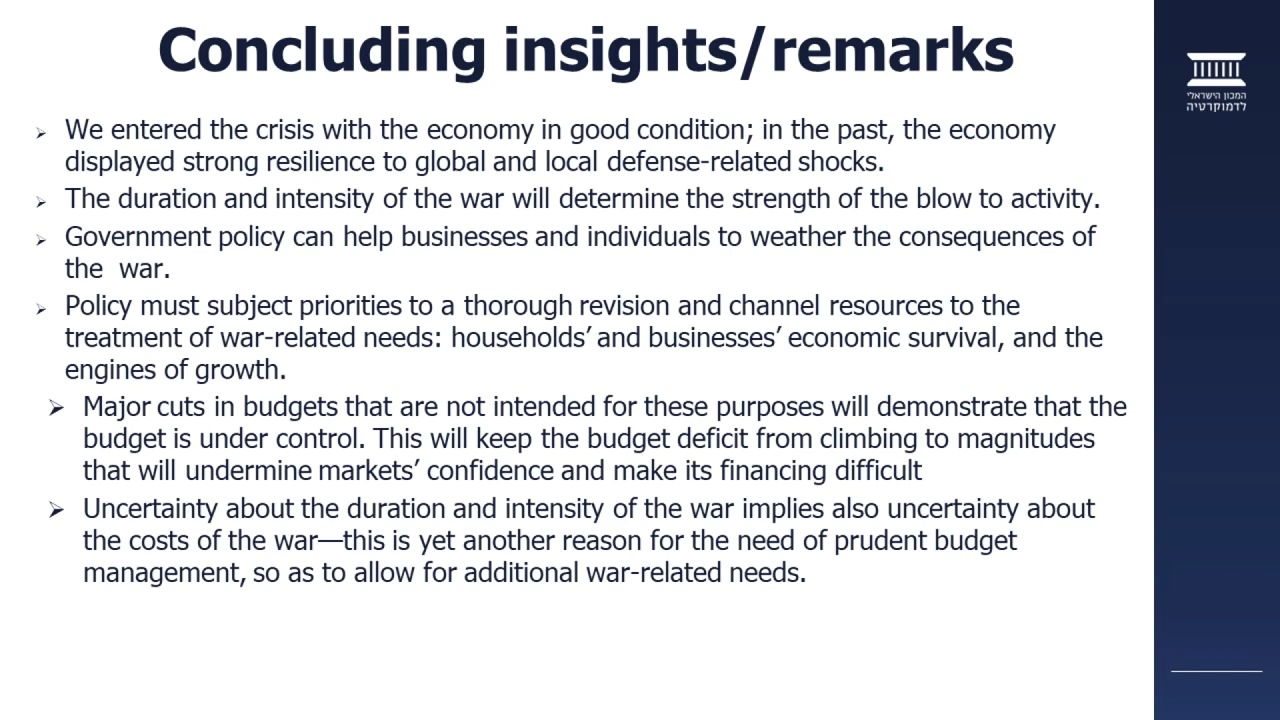 Concluding insights/remarks
We entered the crisis with the economy in good condition; in the past, the economy
displayed strong resilience to global and local defense-related shocks.
The duration and intensity of the war will determine the strength of the blow to activity.
Government policy can help businesses and individuals to weather the consequences of
the war.
Policy must subject priorities to a thorough revision and channel resources to the
treatment of war-related needs: households’ and businesses’ economic survival, and the
engines of growth.
Major cuts in budgets that are not intended for these purposes will demonstrate that the
budget is under control. This will keep the budget deficit from climbing to magnitudes
that will undermine markets’ confidence and make its financing difficult
Uncertainty about the duration and intensity of the war implies also uncertainty about
the costs of the war—this is yet another reason for the need of prudent budget
management, so as to allow for additional war-related needs.
המכון הישראלי
לדמוקרטיה